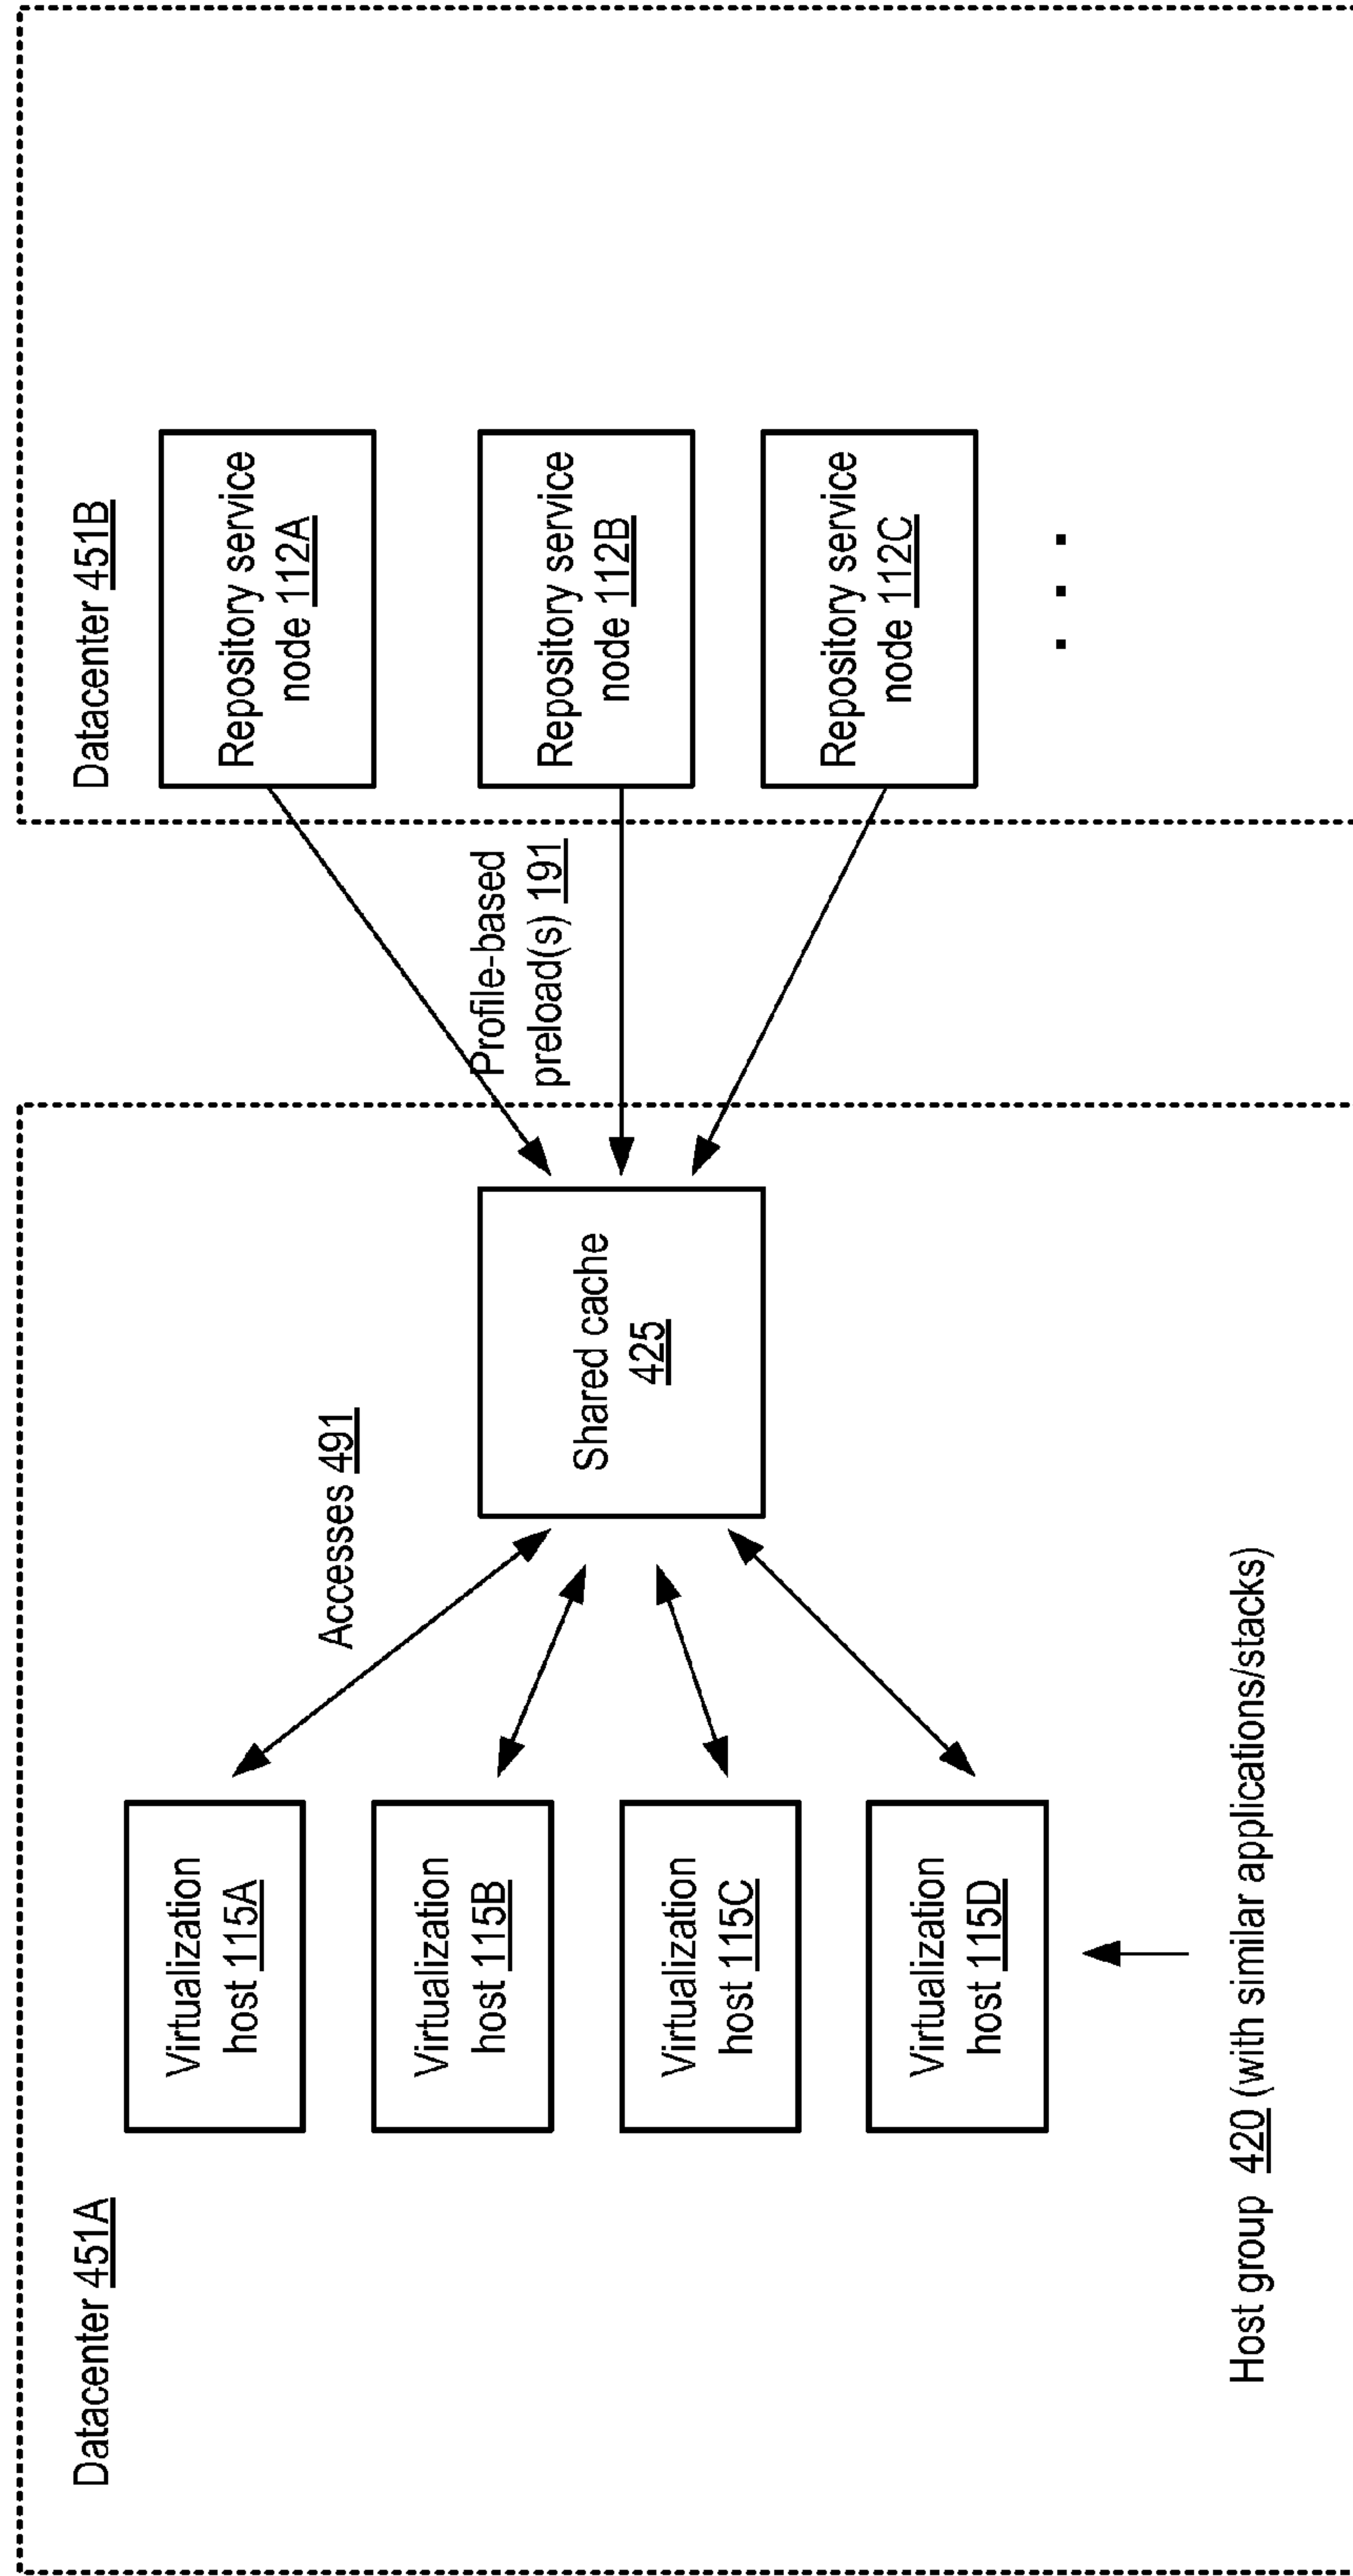 Datacenter 451A
Virtualization
host 115A
Virtualization
host 115B
Virtualization
host 115C
Virtualization
host 115D
Host group 420 (with similar applications/stacks)
Accesses 491
Shared cache
425
Profile-based
preload(s) 191
Datacenter 451B
Repository service
node 112A
Repository service
node 112B
Repository service
node 112C
. . .